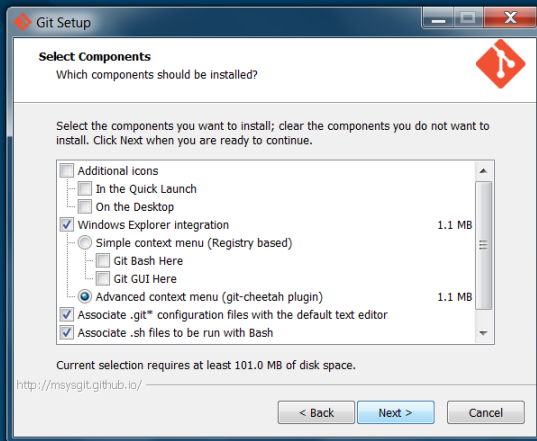 Git Setup
Select Components
Which components should be installed?
Select the components you want to install; clear the components you do not want to
install. Click Next when you are ready to continue.
Additional icons
In the Quick Launch
On the Desktop
Windows Explorer integration 1.1 MB
Simple context menu (Registry based)
Git Bash Here
Git GUI Here
Advanced context menu (git-cheetah plugin) 1.1 MB
Associate .git* configuration files with the default text editor
Associate .sh files to be run with Bash
Current selection requires at least 101.0 MB of disk space.
http://msysgit.github.io/
< Back Next > Cancel